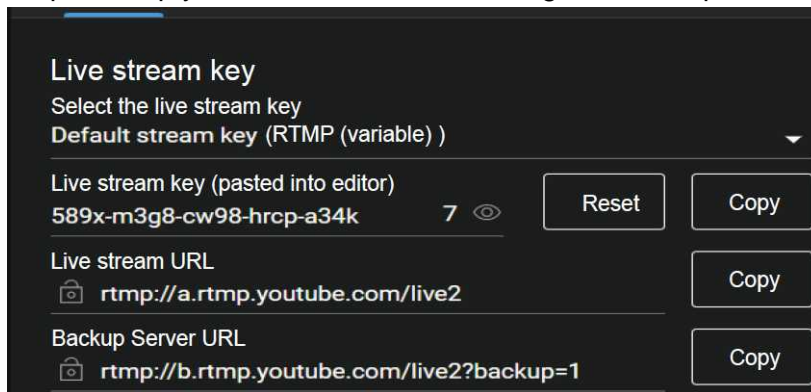 Live stream key
Select the live stream key
Default stream key (RTMP (variable) )
Live stream key (pasted into editor)
589x-m3g8-cw98-hrcp-a34k 7 Reset Copy
Live stream URL
rtmp://a.rtmp.youtube.com/live2 Copy
Backup Server URL
rtmp://b.rtmp.youtube.com/live2?backup=1 Copy